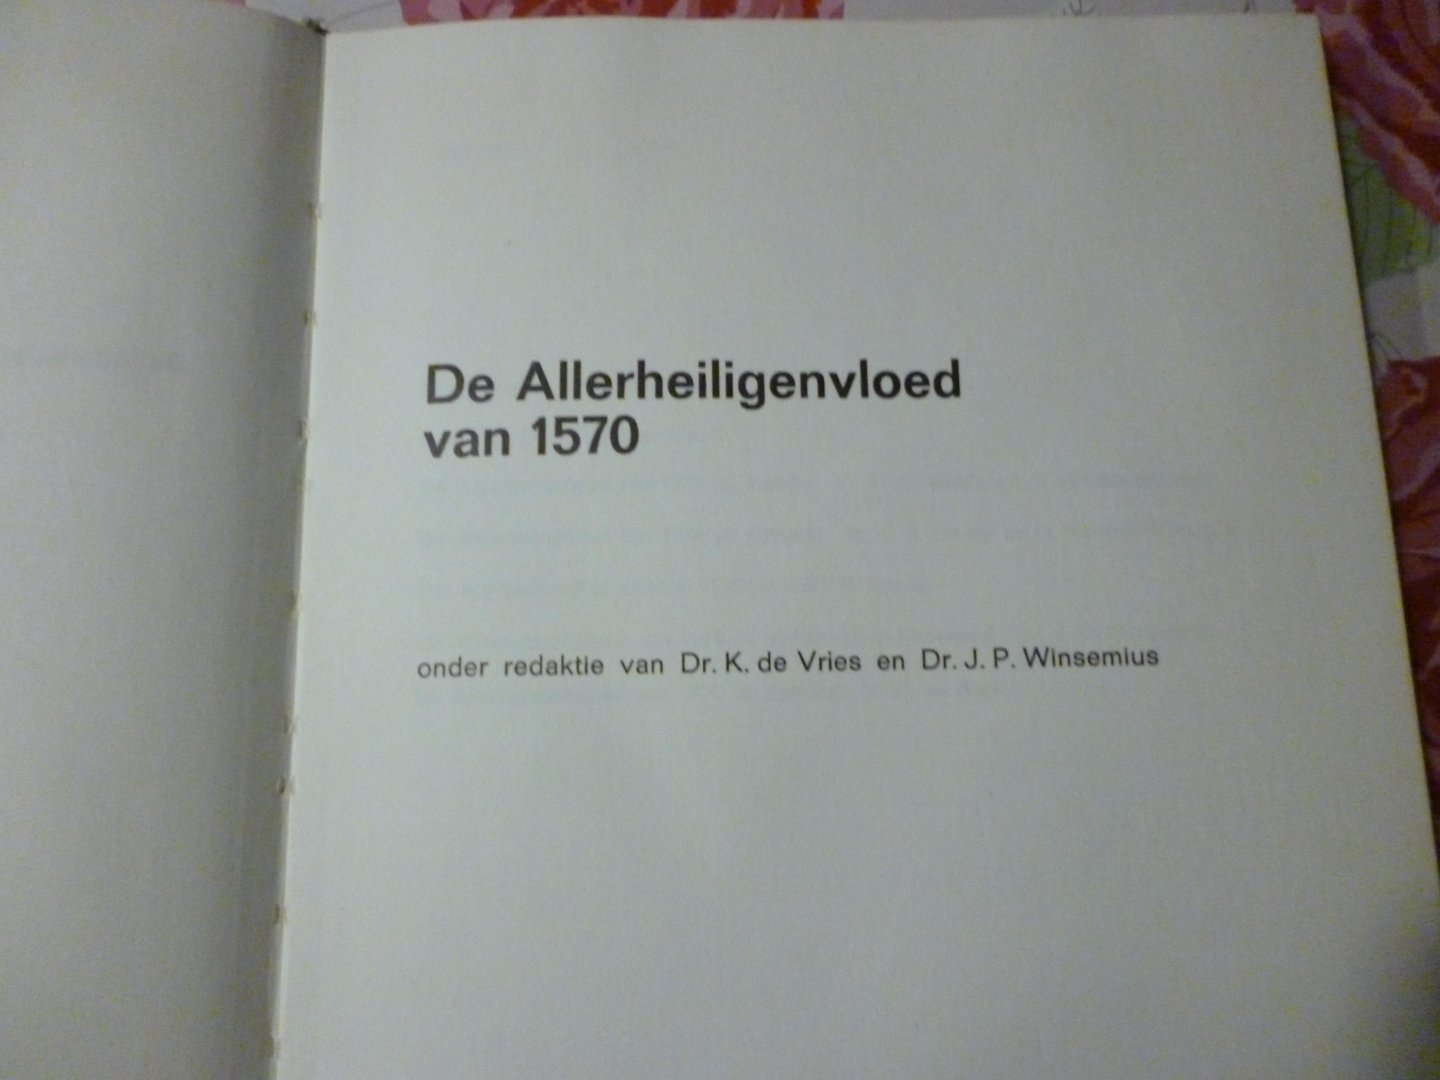 De Allerheiligenvloed
van 1570
onder redaktie van Dr. K. de Vries en Dr. J. P. Winsemius